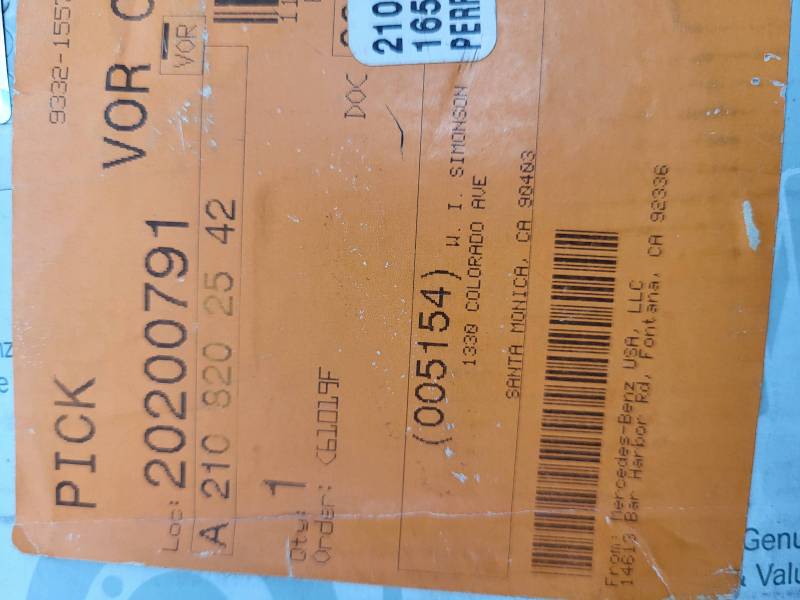 9332-1557
PICK VOR C
Loc: 20200791 VOR
A 210 820 25 42
Qty: 1
Order: C61019F
DOC
210
165
PERF
(005154) W. I. SIMONSON
1330 COLORADO AVE
SANTA MONICA, CA 90403
From: Mercedes-Benz USA, LLC
14613 Bar Harbor Rd, Fontana, CA 92336
Genu
& Valu